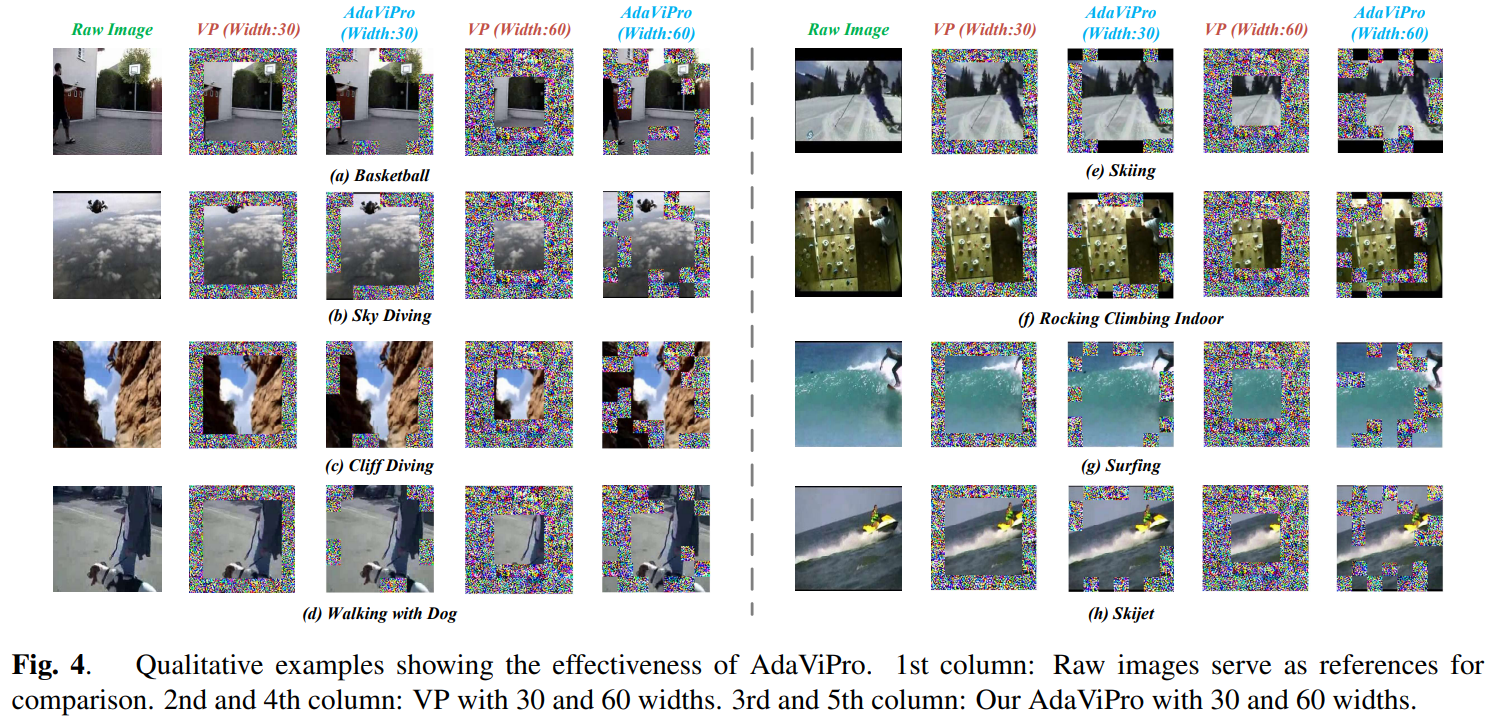 Raw Image VP (Width:30) AdaViPro (Width:30) VP (Width:60) AdaViPro (Width:60)
Raw Image VP (Width:30) AdaViPro (Width:30) VP (Width:60) AdaViPro (Width:60)
(a) Basketball
(e) Skiing
(b) Sky Diving
(f) Rocking Climbing Indoor
(c) Cliff Diving
(g) Surfing
(d) Walking with Dog
(h) Skijet
Fig. 4. Qualitative examples showing the effectiveness of AdaViPro. 1st column: Raw images serve as references for
comparison. 2nd and 4th column: VP with 30 and 60 widths. 3rd and 5th column: Our AdaViPro with 30 and 60 widths.